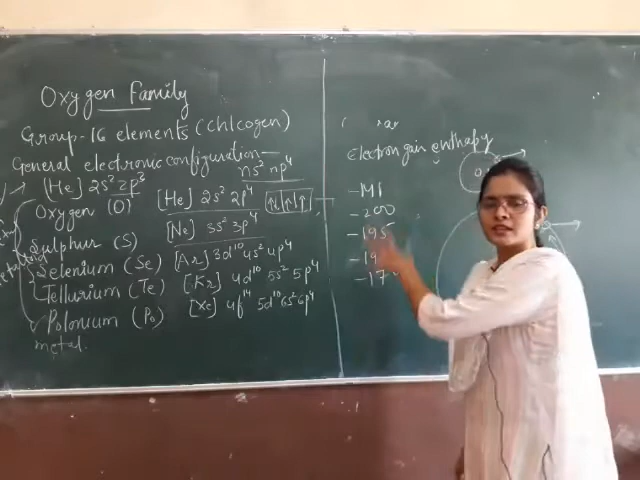 Oxygen Family
Group-16 elements (Chlcogen)
General electronic configuration—
ns² np⁴
[He] 2s² 2p³
Oxygen (O) [He] 2s² 2p⁴ ↑↓ ↑ ↑
Sulphur (S) [Ne] 3s² 3p⁴
Selenium (Se) [Ar] 3d¹⁰ 4s² 4p⁴
Tellurium (Te) [Kr] 4d¹⁰ 5s² 5p⁴
Polonium (Po) [Xe] 4f¹⁴ 5d¹⁰ 6s² 6p⁴
metal.
Electron gain enthalpy
-141
-200
-195
-19
-17